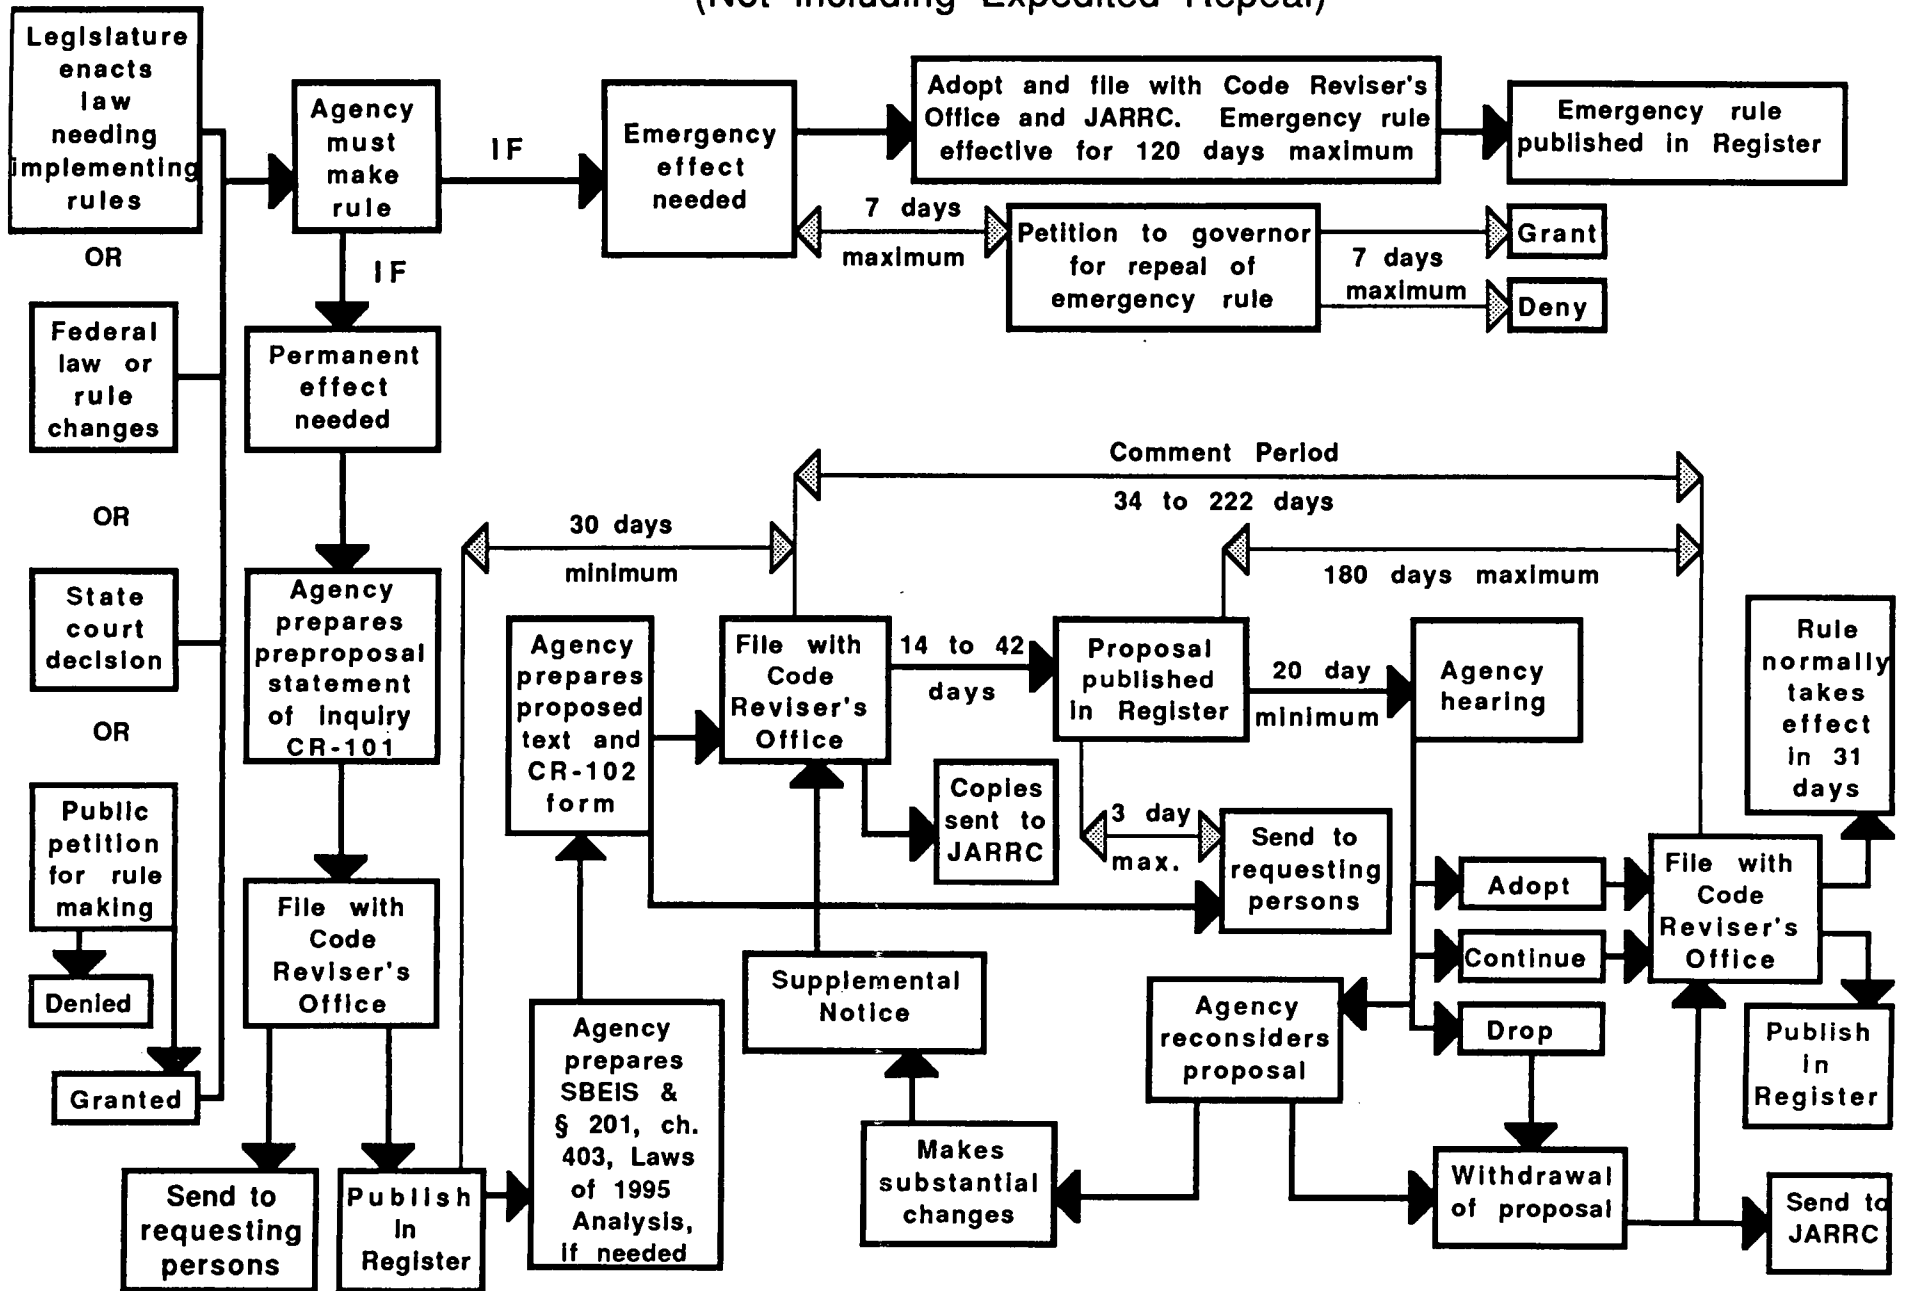 (Not Including Expedited Repeal)
Legislature
enacts
law
needing
implementing
rules
OR
Federal
law or
rule
changes
OR
State
court
decision
OR
Public
petition
for rule
making
Denied
Granted
Agency
must
make
rule
IF
IF
Permanent
effect
needed
Agency
prepares
preproposal
statement
of inquiry
CR-101
File with
Code
Reviser's
Office
Send to
requesting
persons
Publish
In
Register
Emergency
effect
needed
Adopt and file with Code Reviser's
Office and JARRC. Emergency rule
effective for 120 days maximum
Emergency rule
published in Register
7 days
maximum
Petition to governor
for repeal of
emergency rule
7 days
maximum
Grant
Deny
Comment Period
34 to 222 days
30 days
minimum
180 days maximum
Agency
prepares
SBEIS &
§ 201, ch.
403, Laws
of 1995
Analysis,
if needed
Agency
prepares
proposed
text and
CR-102
form
File with
Code
Reviser's
Office
14 to 42
days
Copies
sent to
JARRC
Proposal
published
in Register
20 day
minimum
3 day
max.
Send to
requesting
persons
Agency
hearing
Adopt
Continue
Drop
Supplemental
Notice
Makes
substantial
changes
Agency
reconsiders
proposal
Withdrawal
of proposal
File with
Code
Reviser's
Office
Rule
normally
takes
effect
in 31
days
Publish
in
Register
Send to
JARRC